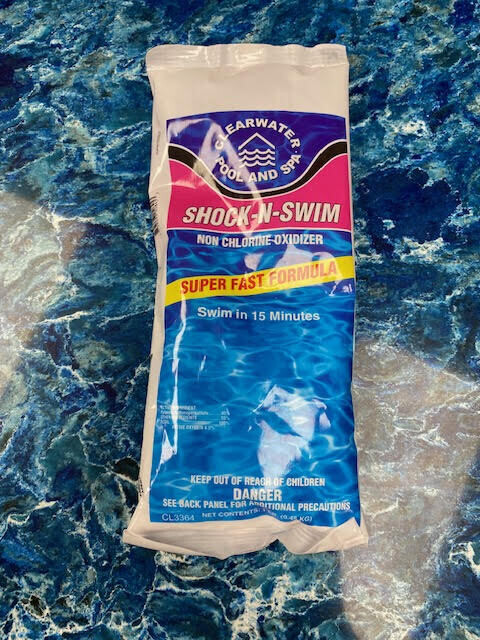 CLEARWATER
POOL AND SPA
SHOCK-N-SWIM
NON CHLORINE OXIDIZER
SUPER FAST FORMULA
Swim in 15 Minutes
100%
KEEP OUT OF REACH OF CHILDREN
DANGER
SEE BACK PANEL FOR ADDITIONAL PRECAUTIONS
CL3364 NET CONTENTS: